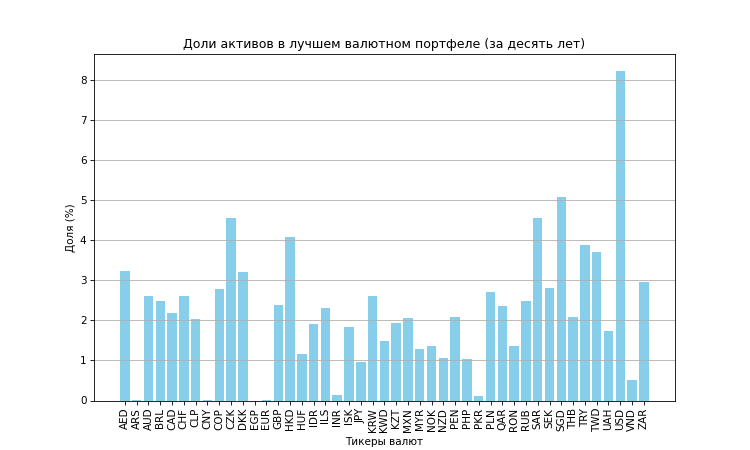 Доли активов в лучшем валютном портфеле (за десять лет)
Доля (%)
8
7
6
5
4
3
2
1
0
AED ARS AUD BRL CAD CHF CLP CNY COP CZK DKK EGP EUR GBP HKD HUF IDR ILS INR ISK JPY KRW KWD KZT MXN MYR NOK NZD PEN PHP PKR PLN QAR RON RUB SAR SEK SGD THB TRY TWD UAH USD VND ZAR
Тикеры валют